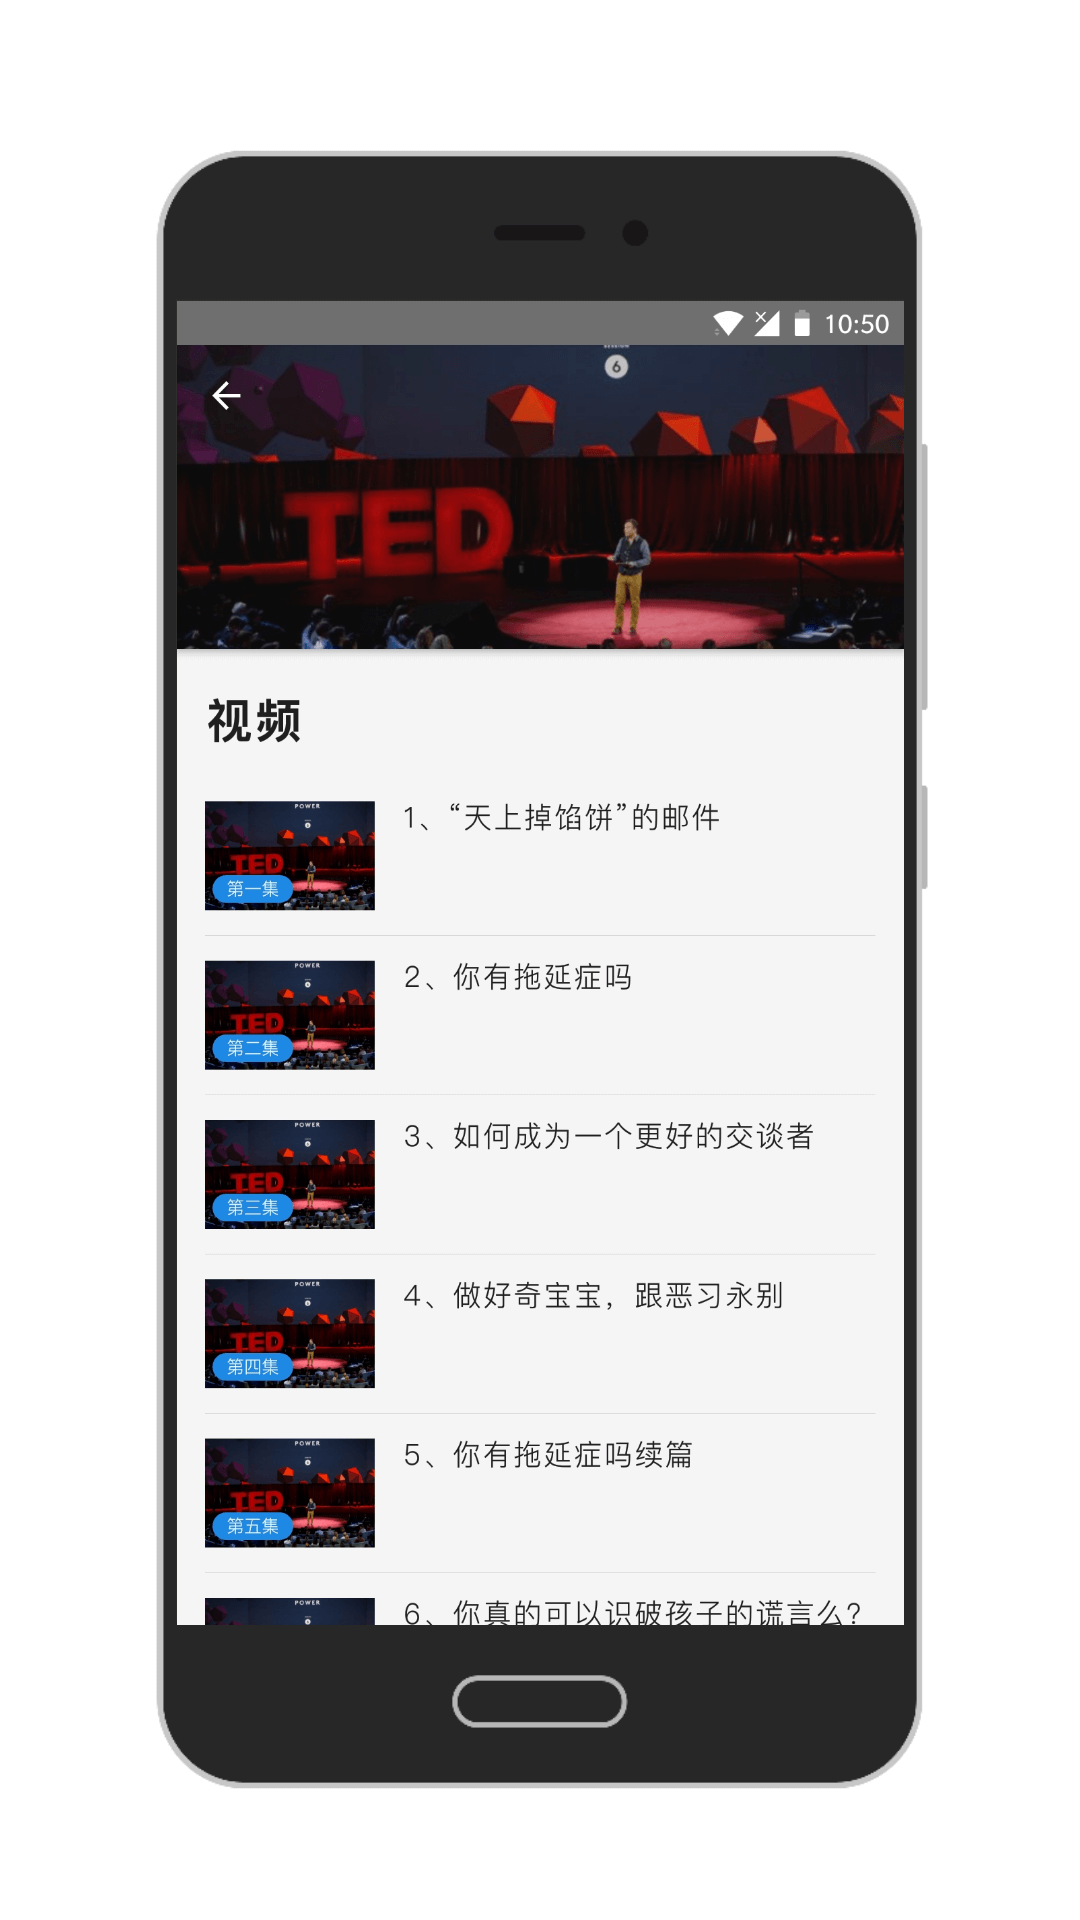 10:50
6
TED
视频
POWER
TED
第一集
1、“天上掉馅饼”的邮件
POWER
TED
第二集
2、你有拖延症吗
POWER
TED
第三集
3、如何成为一个更好的交谈者
POWER
TED
第四集
4、做好奇宝宝，跟恶习永别
POWER
TED
第五集
5、你有拖延症吗续篇
POWER
6、你真的可以识破孩子的谎言么？